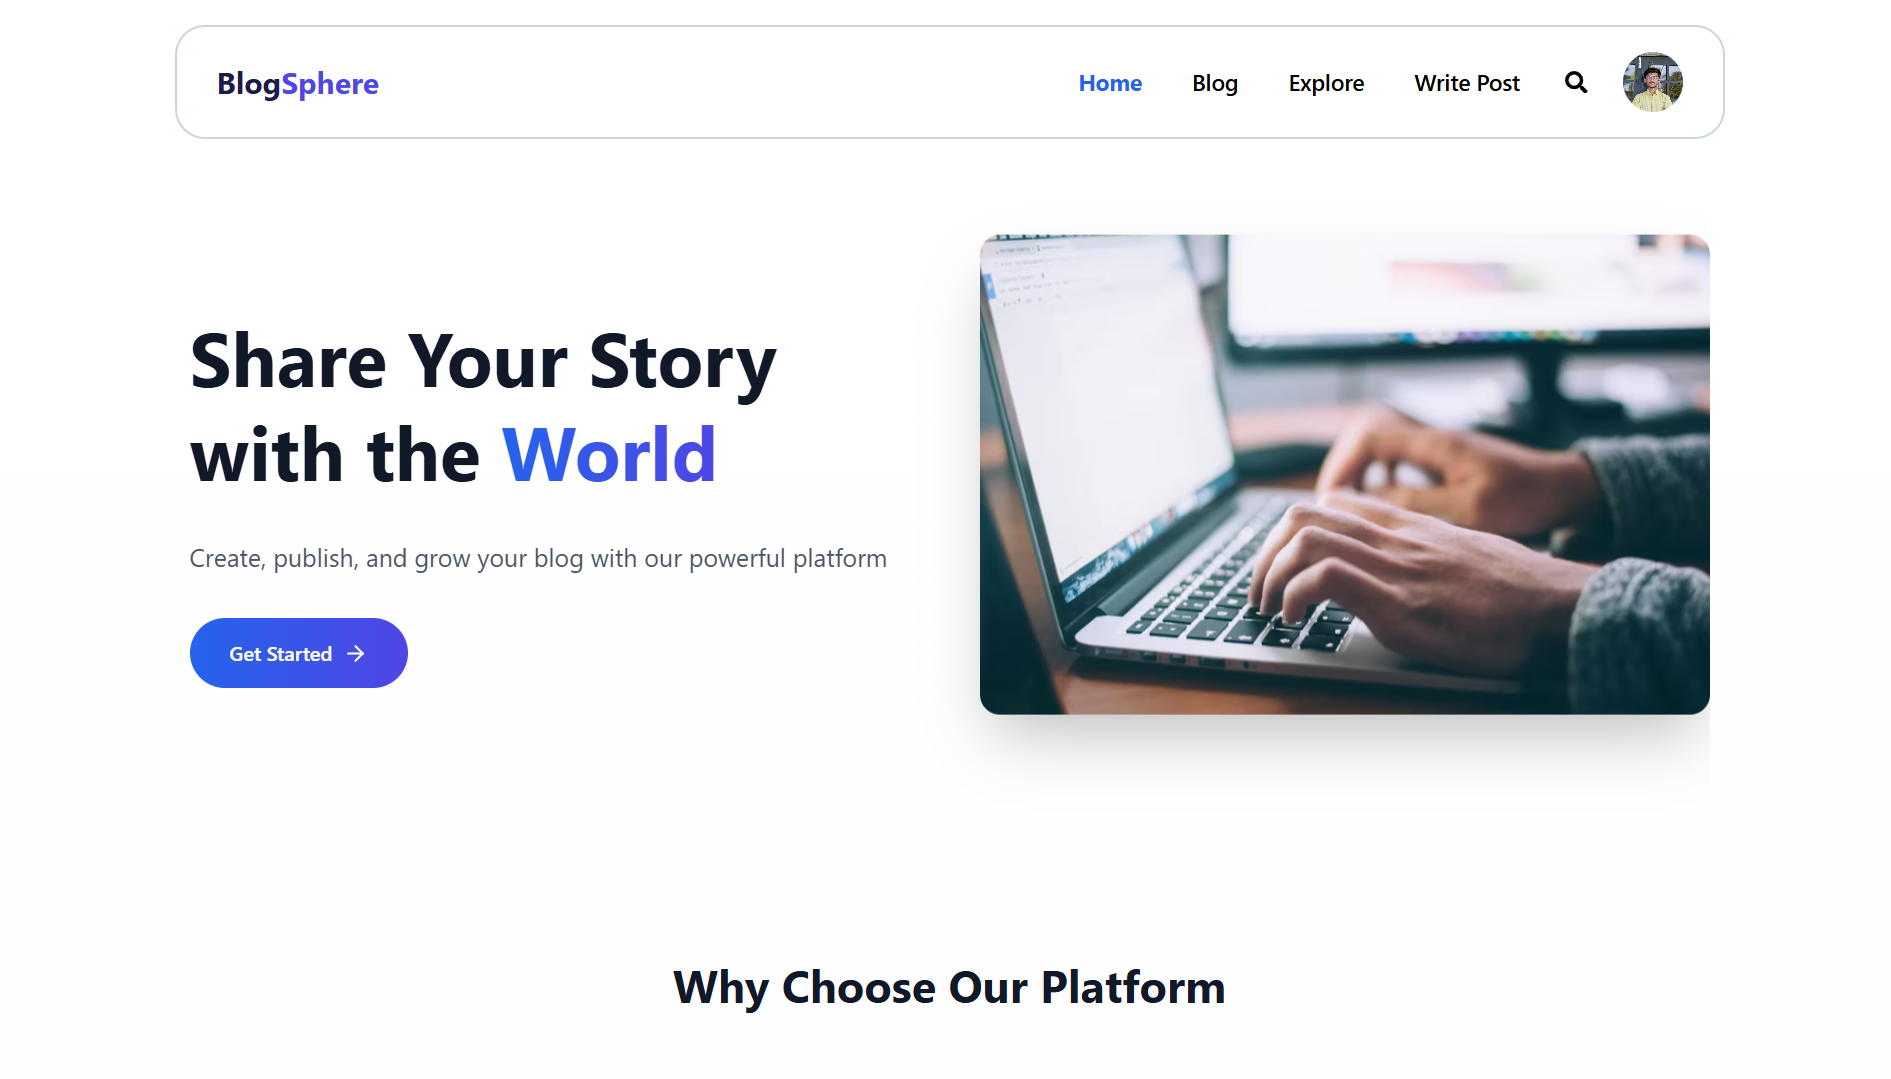 BlogSphere
Home Blog Explore Write Post
Share Your Story
with the World
Create, publish, and grow your blog with our powerful platform
Get Started
Why Choose Our Platform